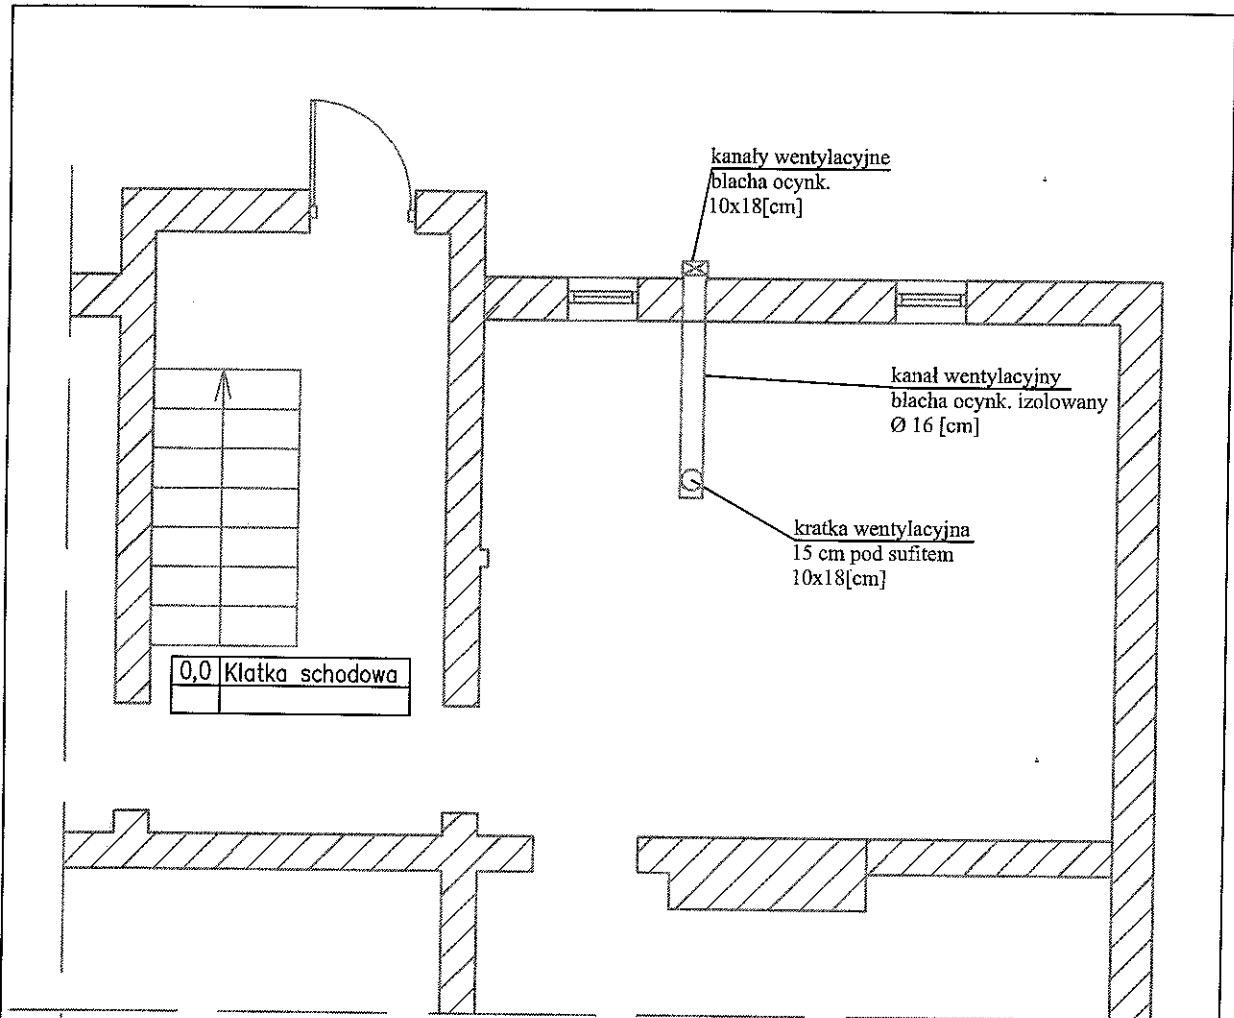 kanały wentylacyjne
blacha ocynk.
10x18[cm]
kanał wentylacyjny
blacha ocynk. izolowany
Ø 16 [cm]
kratka wentylacyjna
15 cm pod sufitem
10x18[cm]
0,0 Klatka schodowa